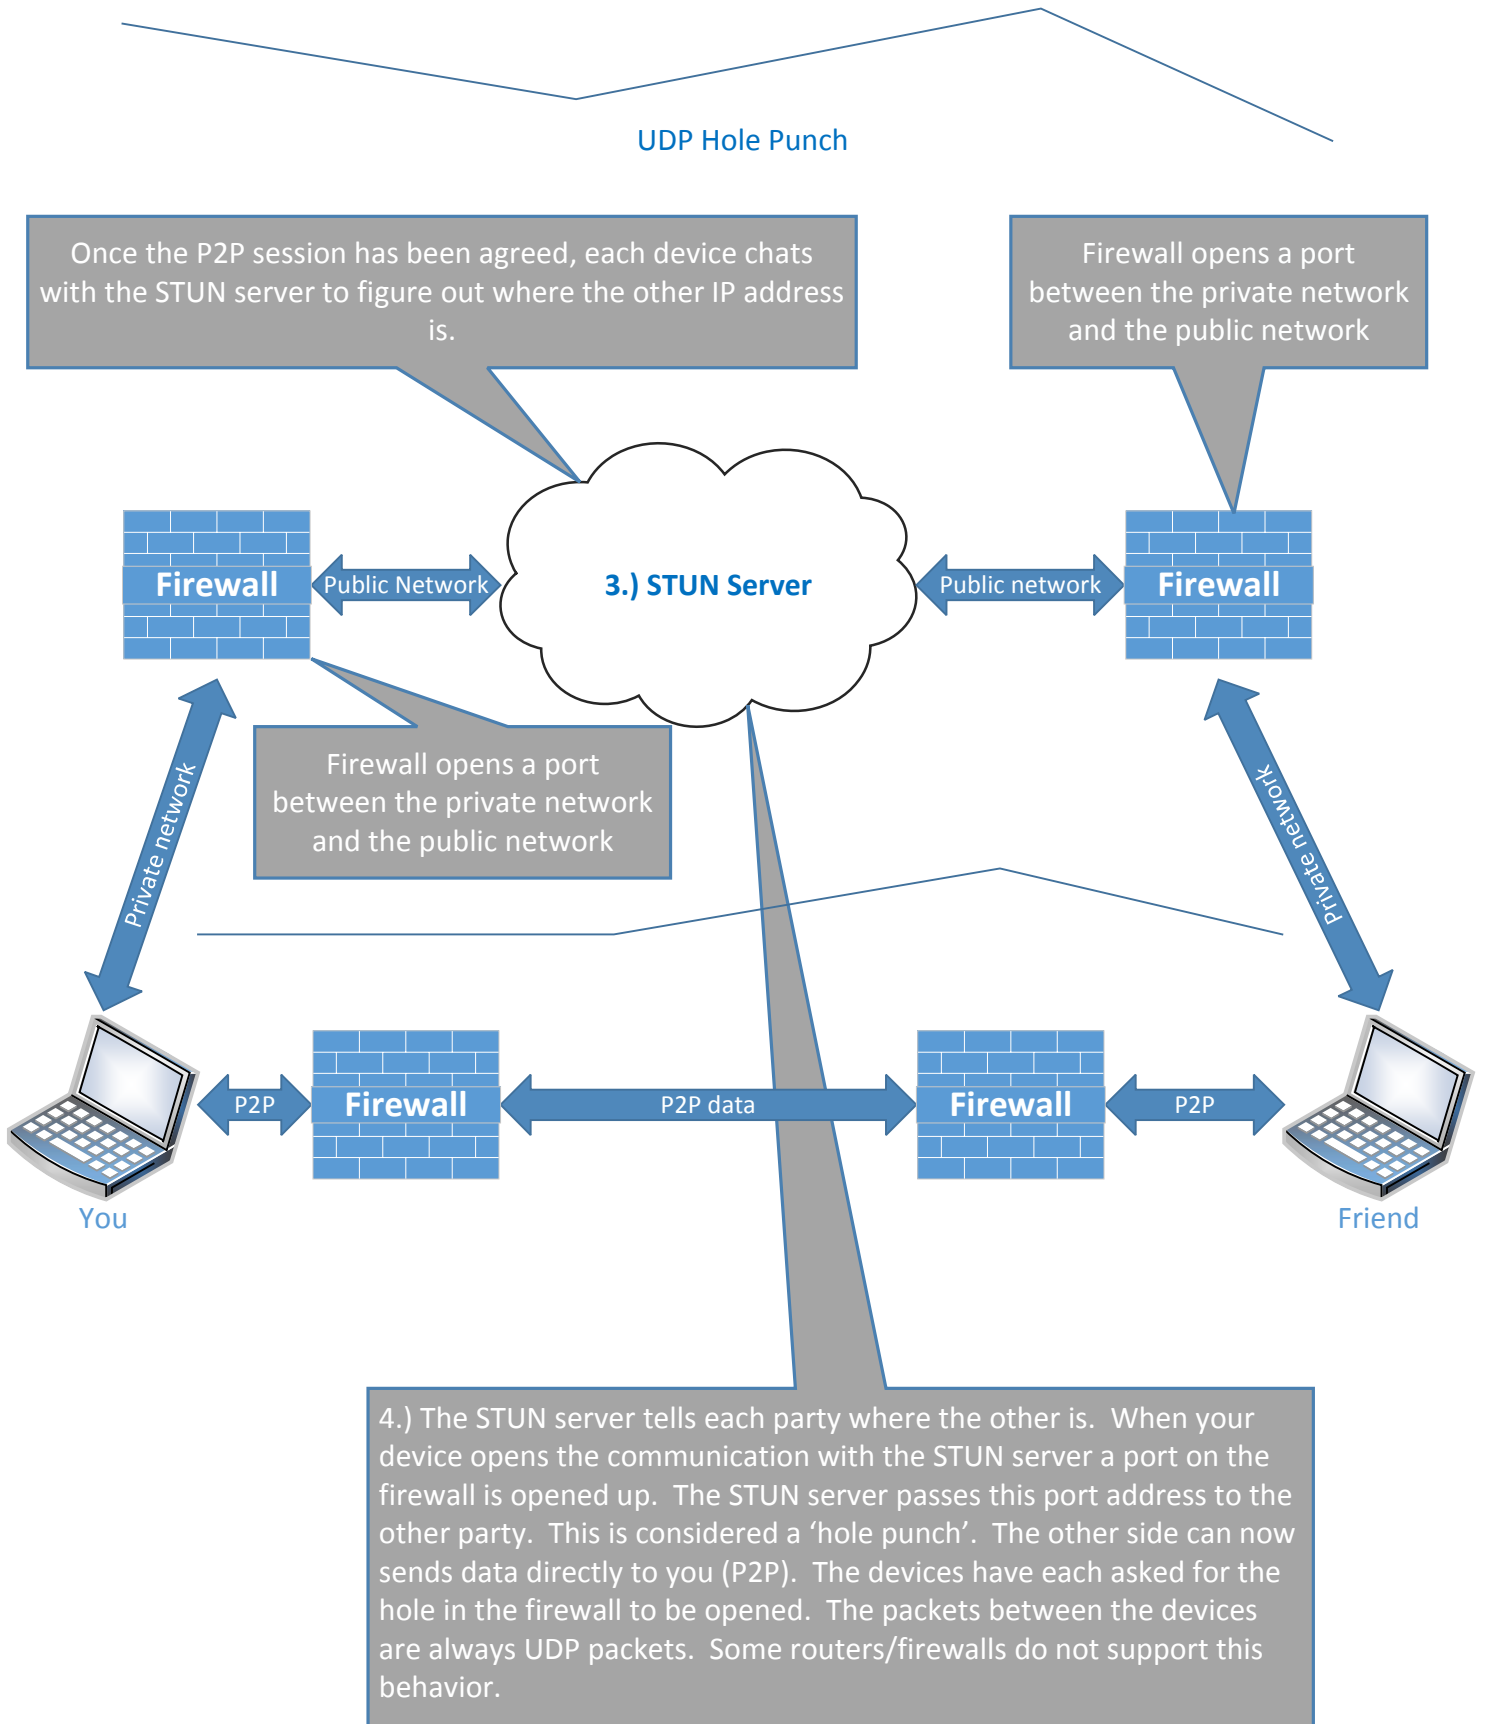 UDP Hole Punch
Once the P2P session has been agreed, each device chats
with the STUN server to figure out where the other IP address
is.
Firewall opens a port
between the private network
and the public network
Firewall
Public Network
3.) STUN Server
Public network
Firewall
Firewall opens a port
between the private network
and the public network
Private network
Private network
P2P
Firewall
P2P data
Firewall
P2P
You
Friend
4.) The STUN server tells each party where the other is.  When your
device opens the communication with the STUN server a port on the
firewall is opened up.  The STUN server passes this port address to the
other party.  This is considered a ‘hole punch’.  The other side can now
sends data directly to you (P2P).  The devices have each asked for the
hole in the firewall to be opened.  The packets between the devices
are always UDP packets.  Some routers/firewalls do not support this
behavior.